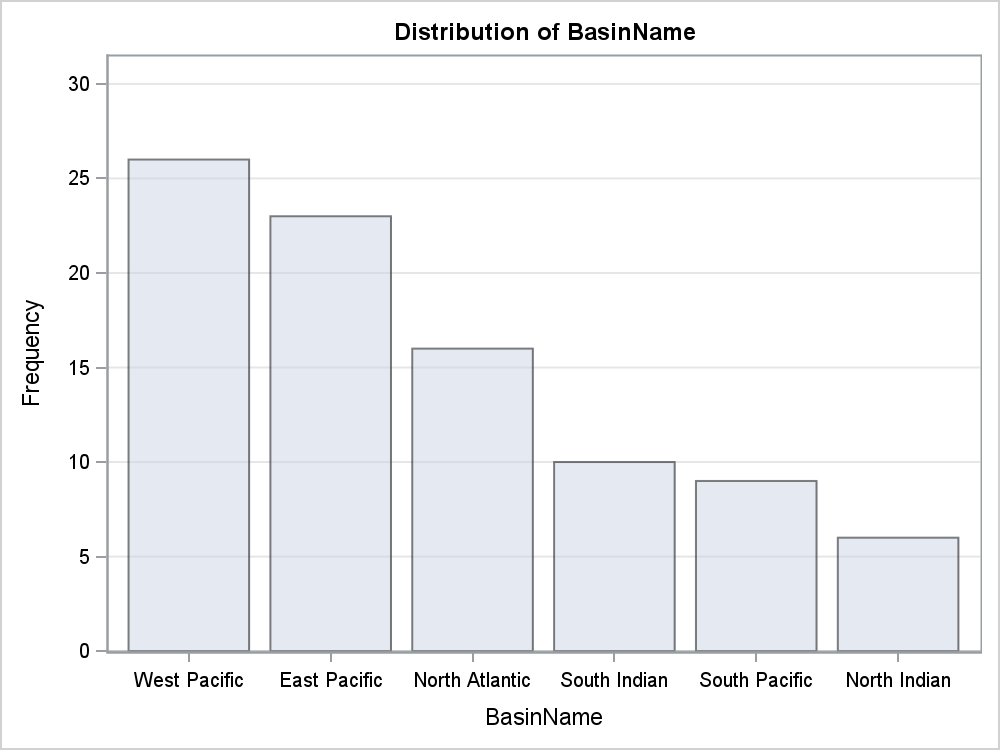 Distribution of BasinName
30
25
20
15
10
5
0
Frequency
West Pacific East Pacific North Atlantic South Indian South Pacific North Indian
BasinName